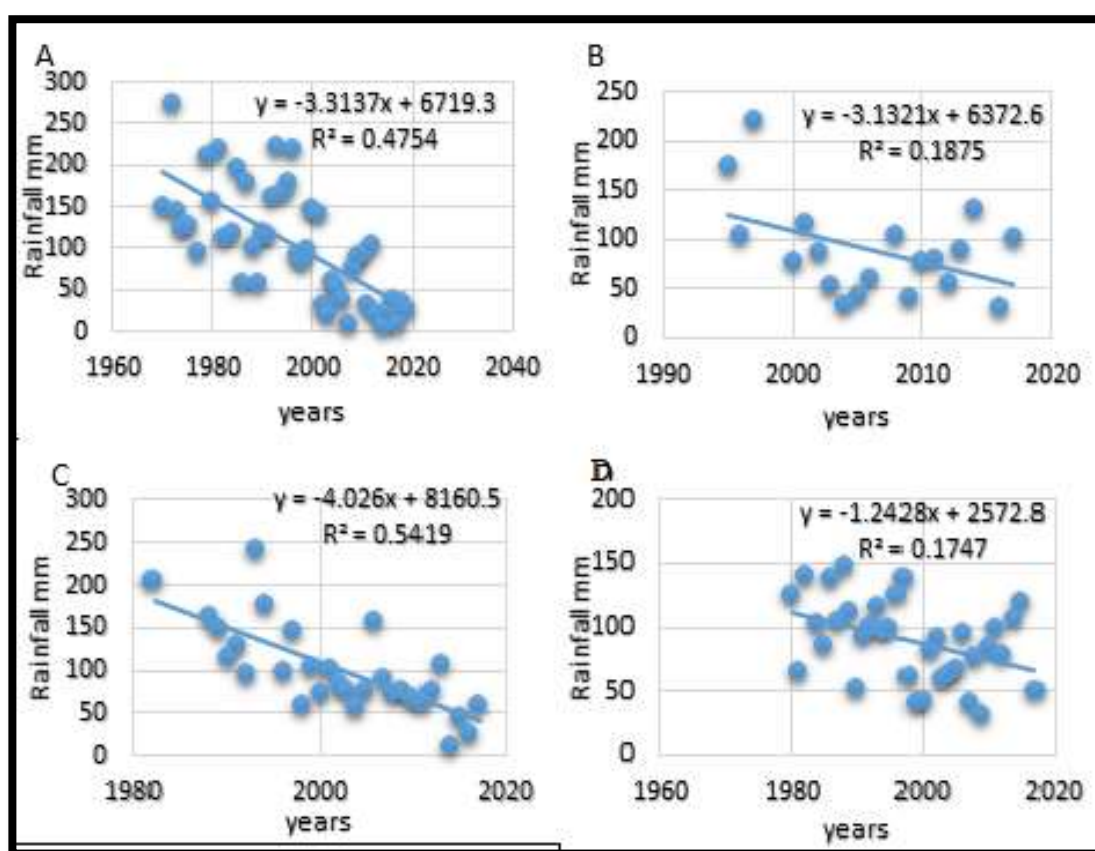 A
y = -3.3137x + 6719.3
R² = 0.4754
Rainfall mm
300
250
200
150
100
50
0
1960 1980 2000 2020 2040
years
B
y = -3.1321x + 6372.6
R² = 0.1875
Rainfall mm
250
200
150
100
50
0
1990 2000 2010 2020
years
C
y = -4.026x + 8160.5
R² = 0.5419
Rainfall mm
300
250
200
150
100
50
0
1980 2000 2020
years
D
y = -1.2428x + 2572.8
R² = 0.1747
Rainfall mm
200
150
100
50
0
1960 1980 2000 2020
years